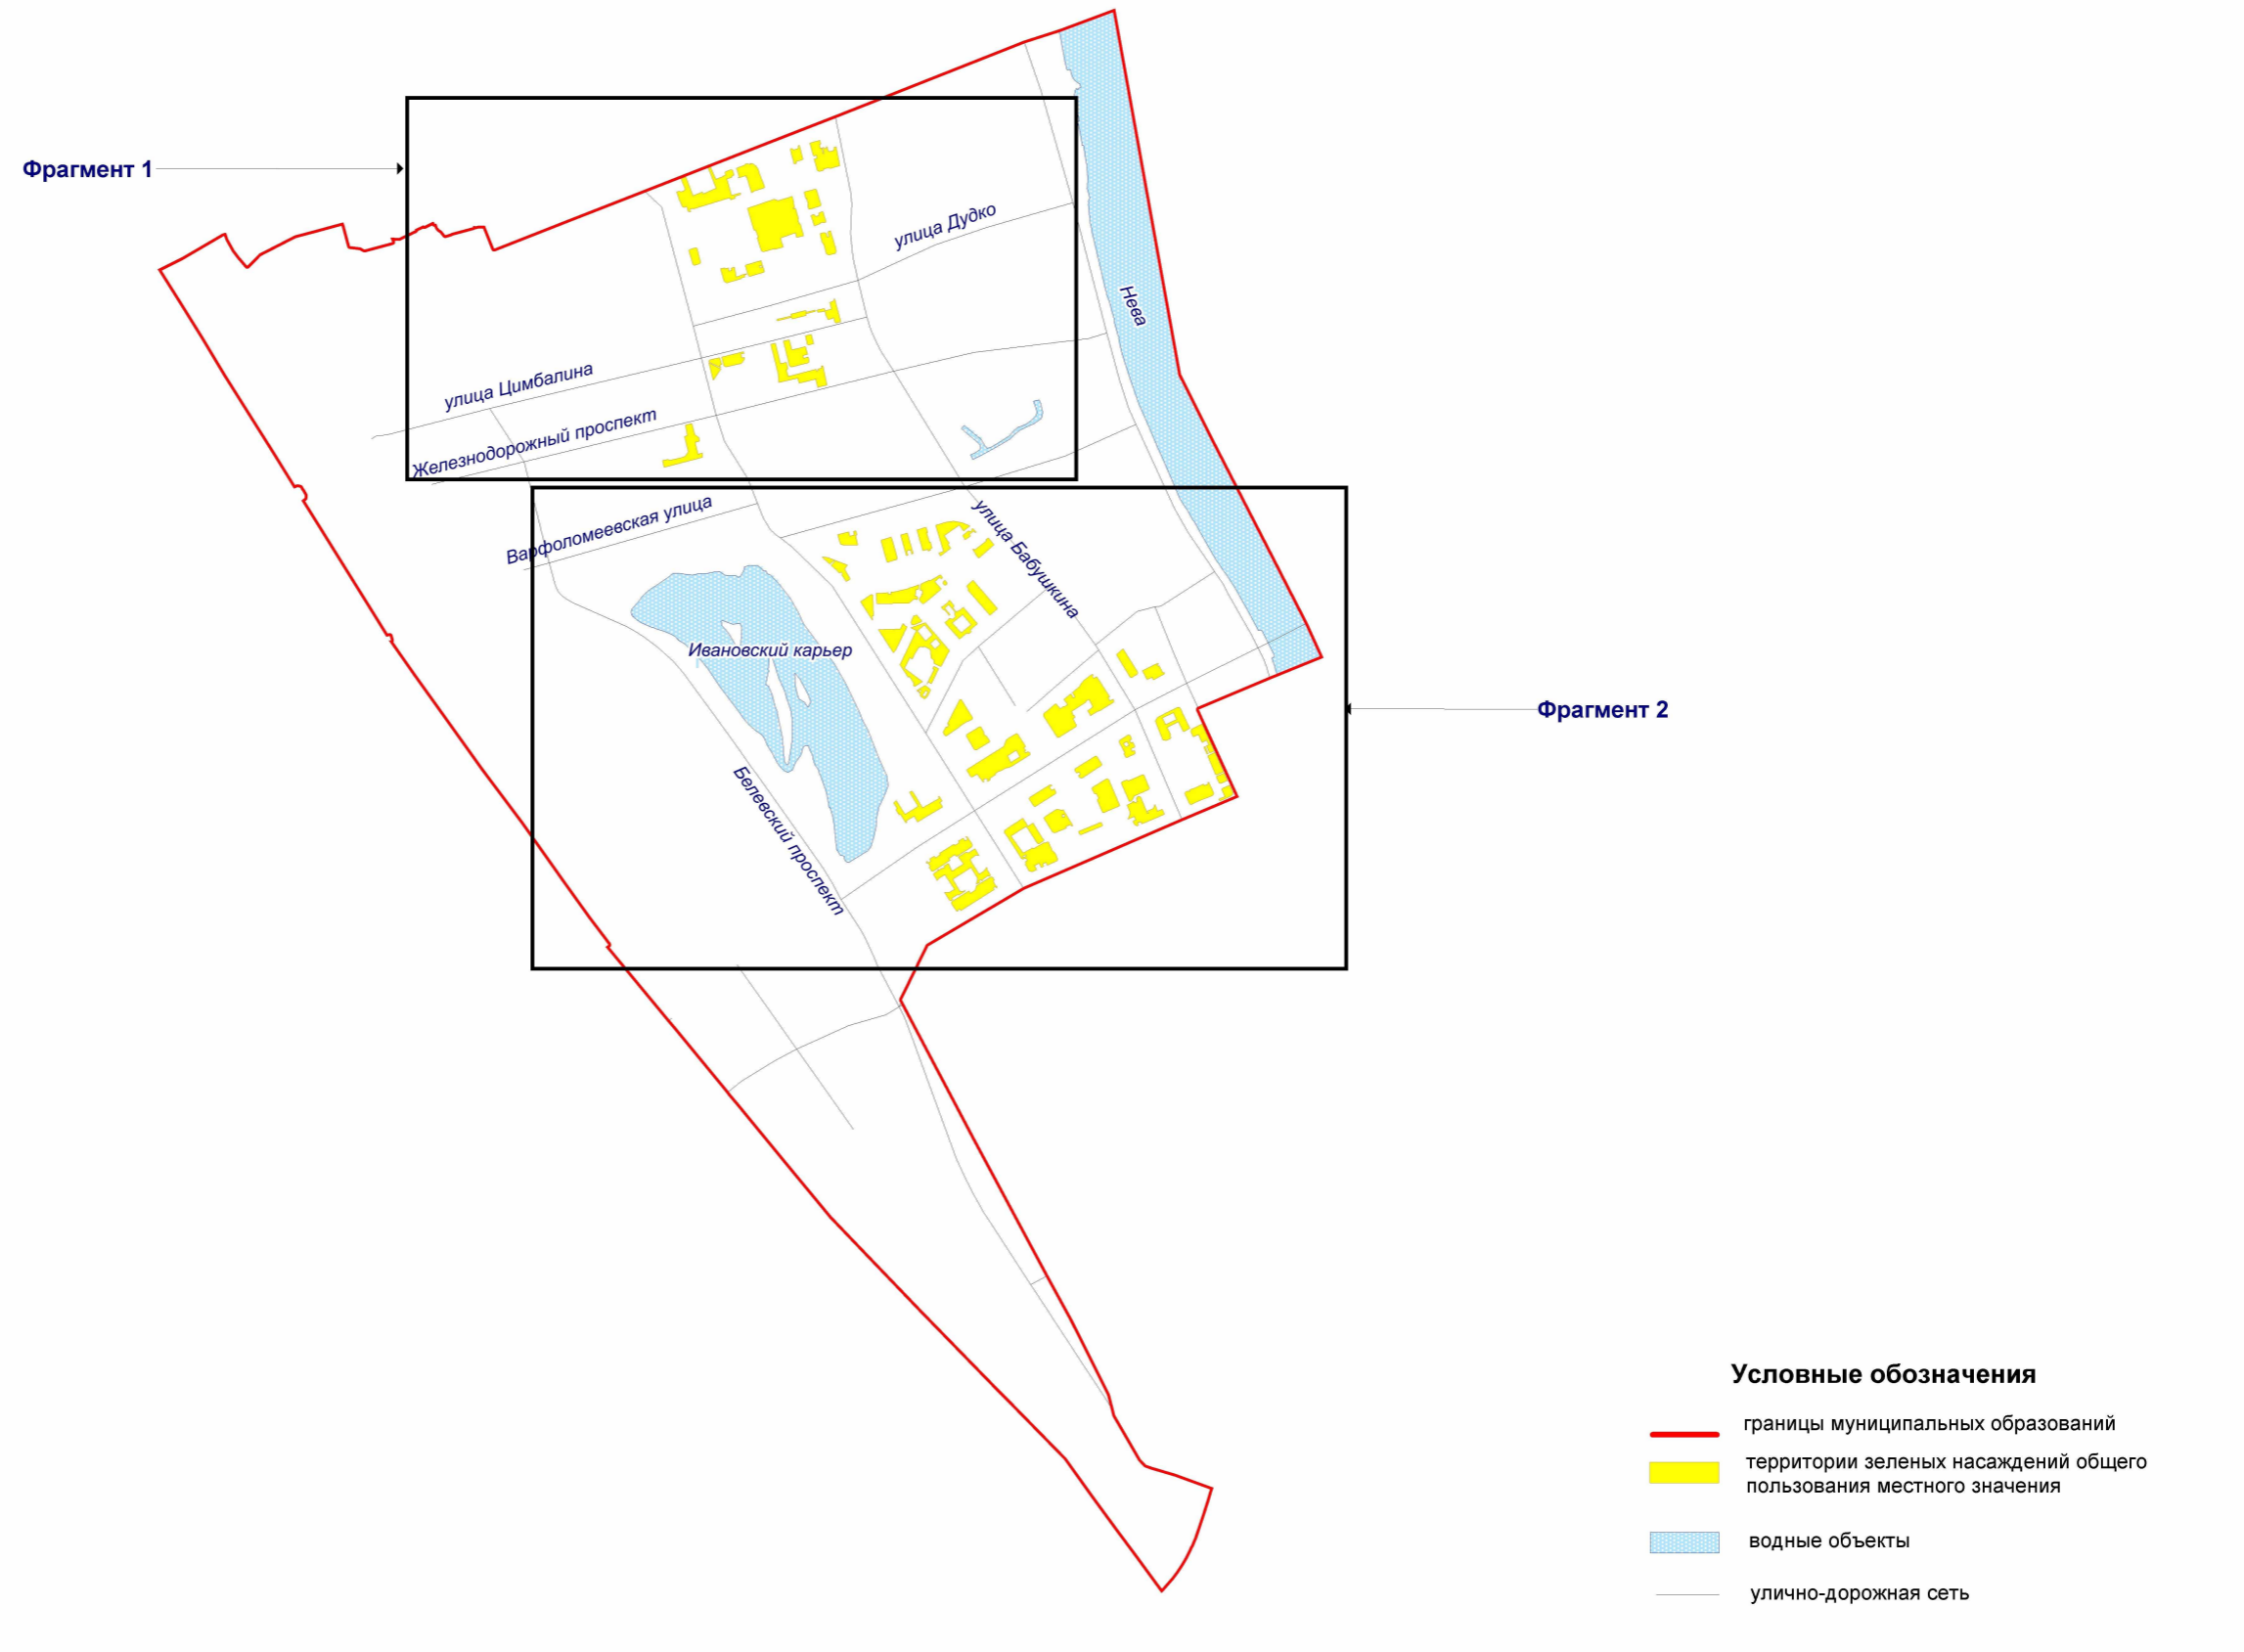 Фрагмент 1
улица Дудко
Нева
улица Цимбалина
Железнодорожный проспект
Варфоломеевская улица
улица Бабушкина
Ивановский карьер
Фрагмент 2
Белевский проспект
Условные обозначения
границы муниципальных образований
территории зеленых насаждений общего
пользования местного значения
водные объекты
улично-дорожная сеть